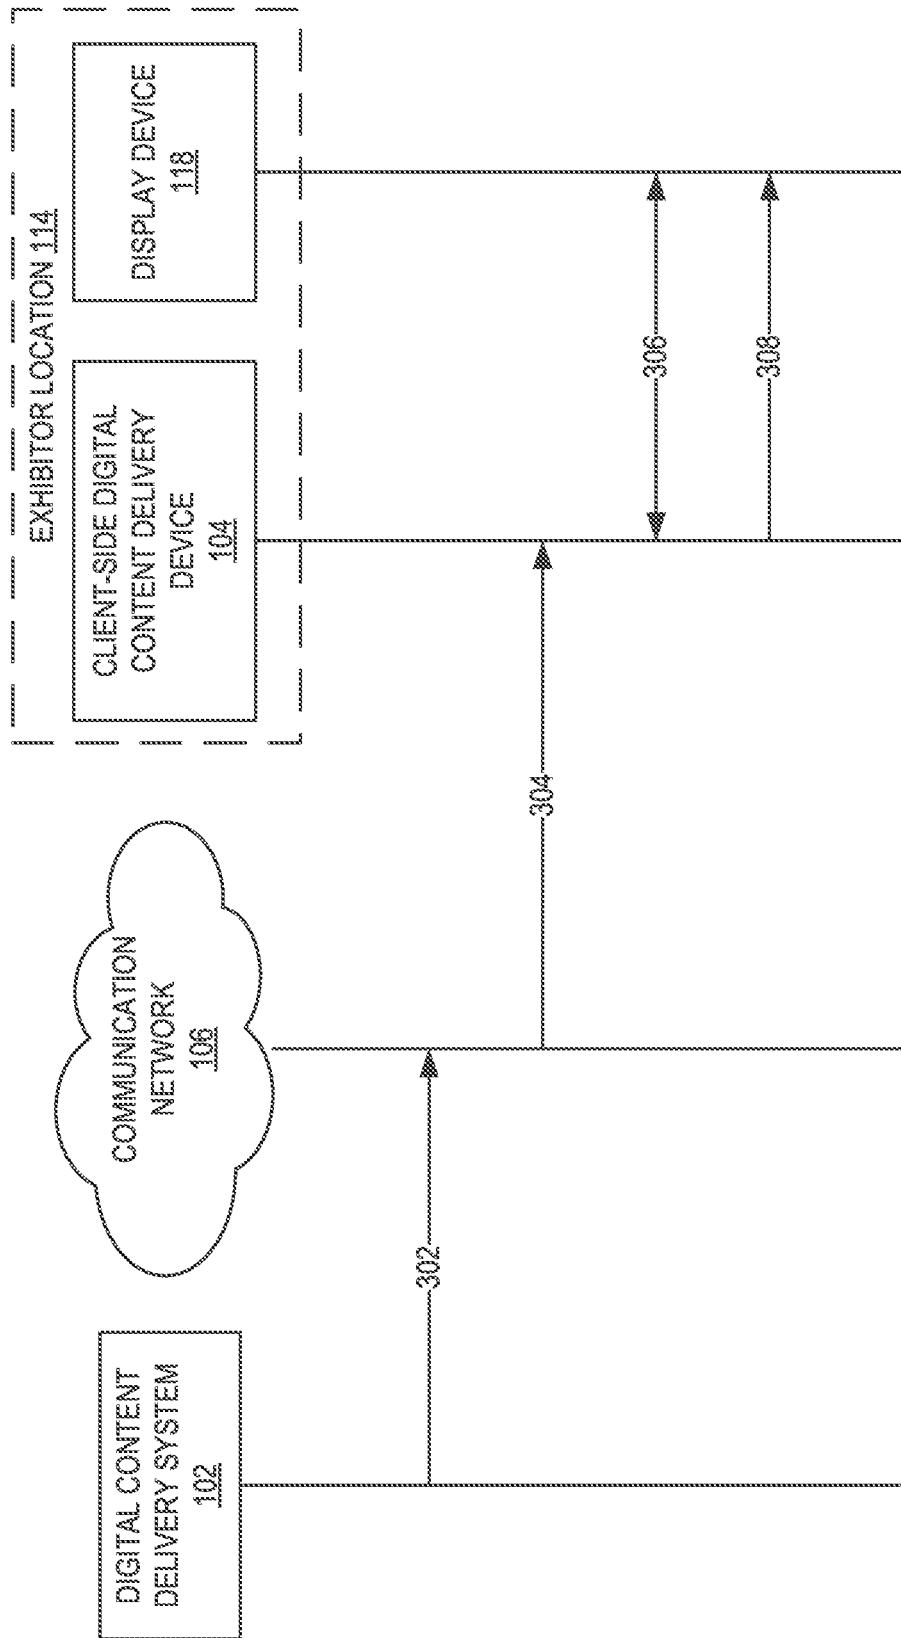 EXHIBITOR LOCATION 114
DIGITAL CONTENT
DELIVERY SYSTEM
102
COMMUNICATION
NETWORK
106
CLIENT-SIDE DIGITAL
CONTENT DELIVERY
DEVICE
104
DISPLAY DEVICE
118
302
304
306
308